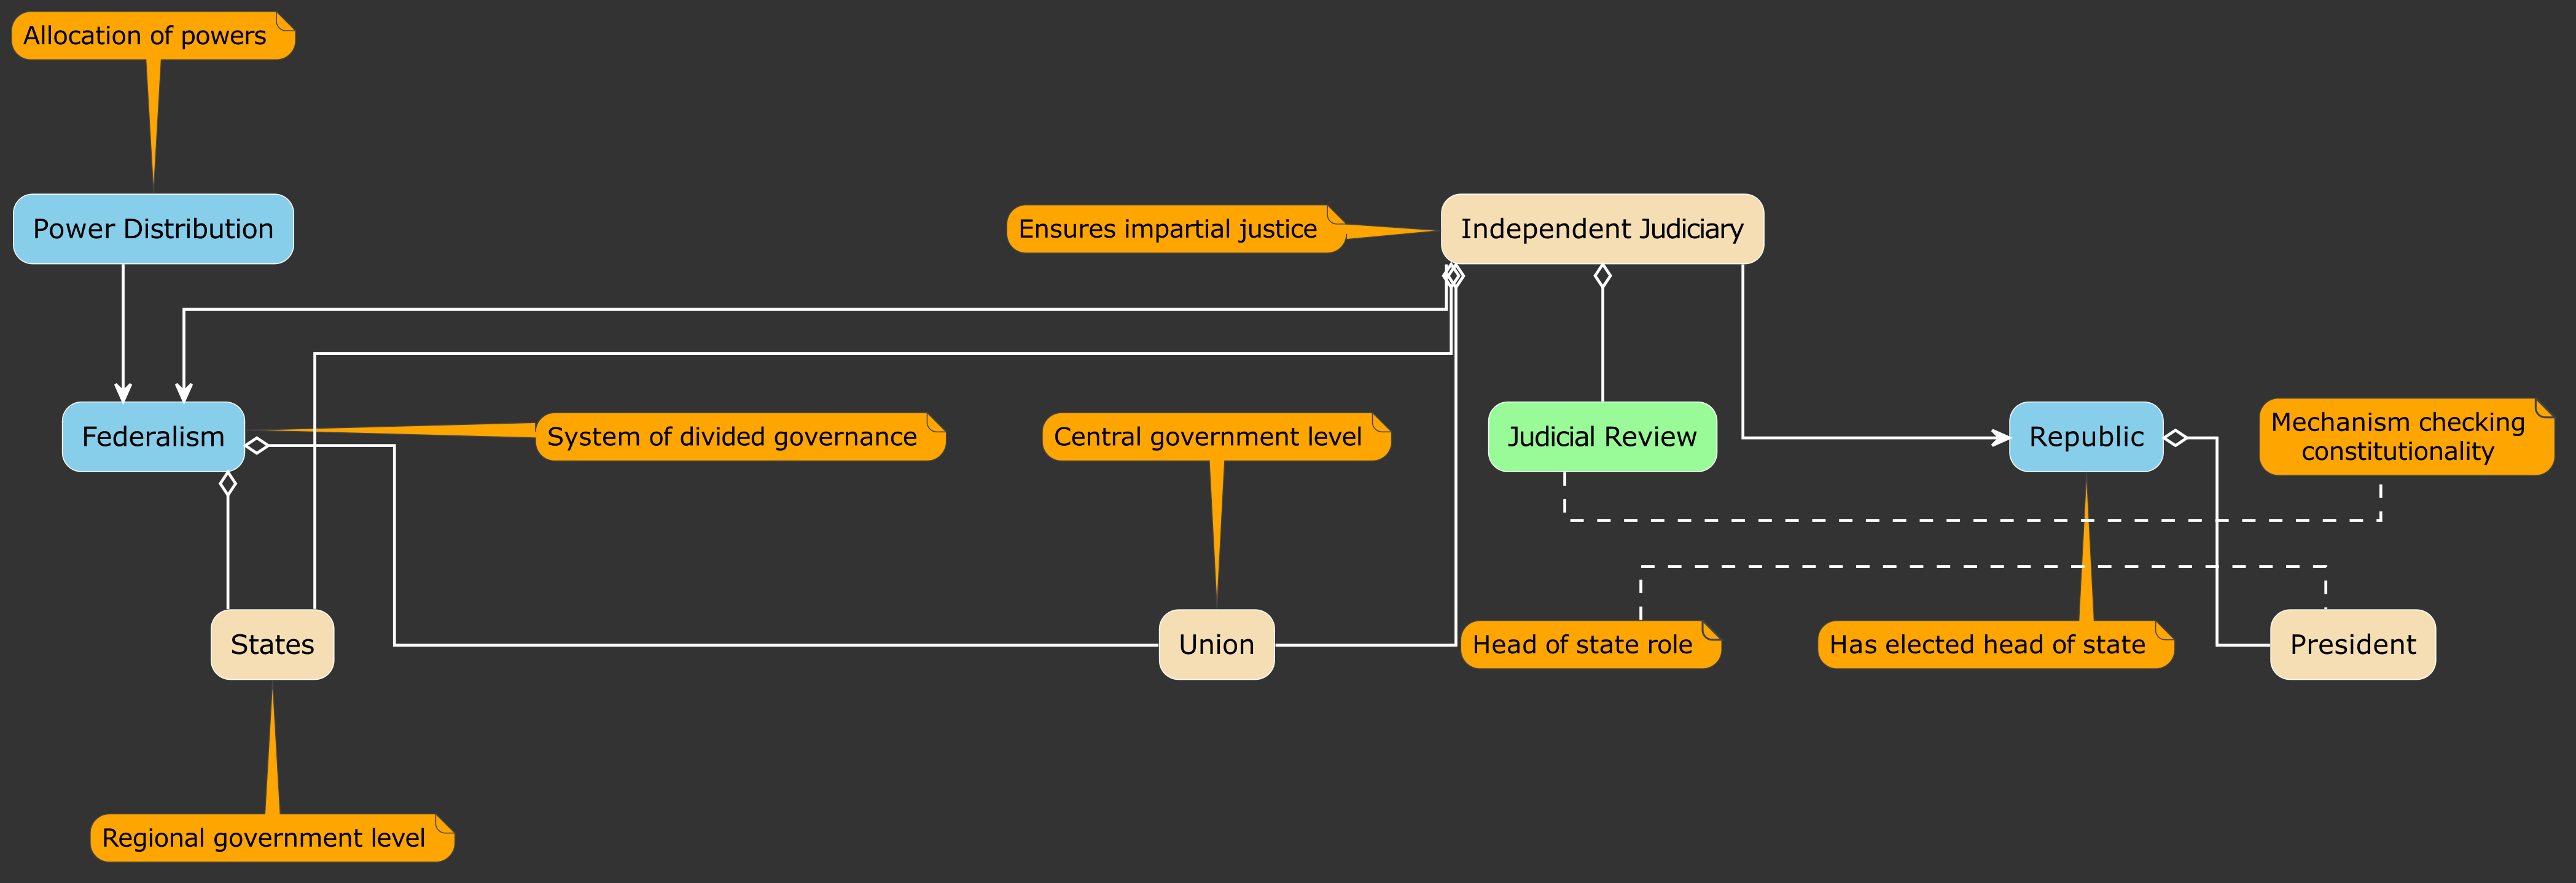 Allocation of powers
Power Distribution
Ensures impartial justice
Independent Judiciary
Federalism
System of divided governance
Central government level
Judicial Review
Republic
Mechanism checking
constitutionality
States
Union
Head of state role
Has elected head of state
President
Regional government level